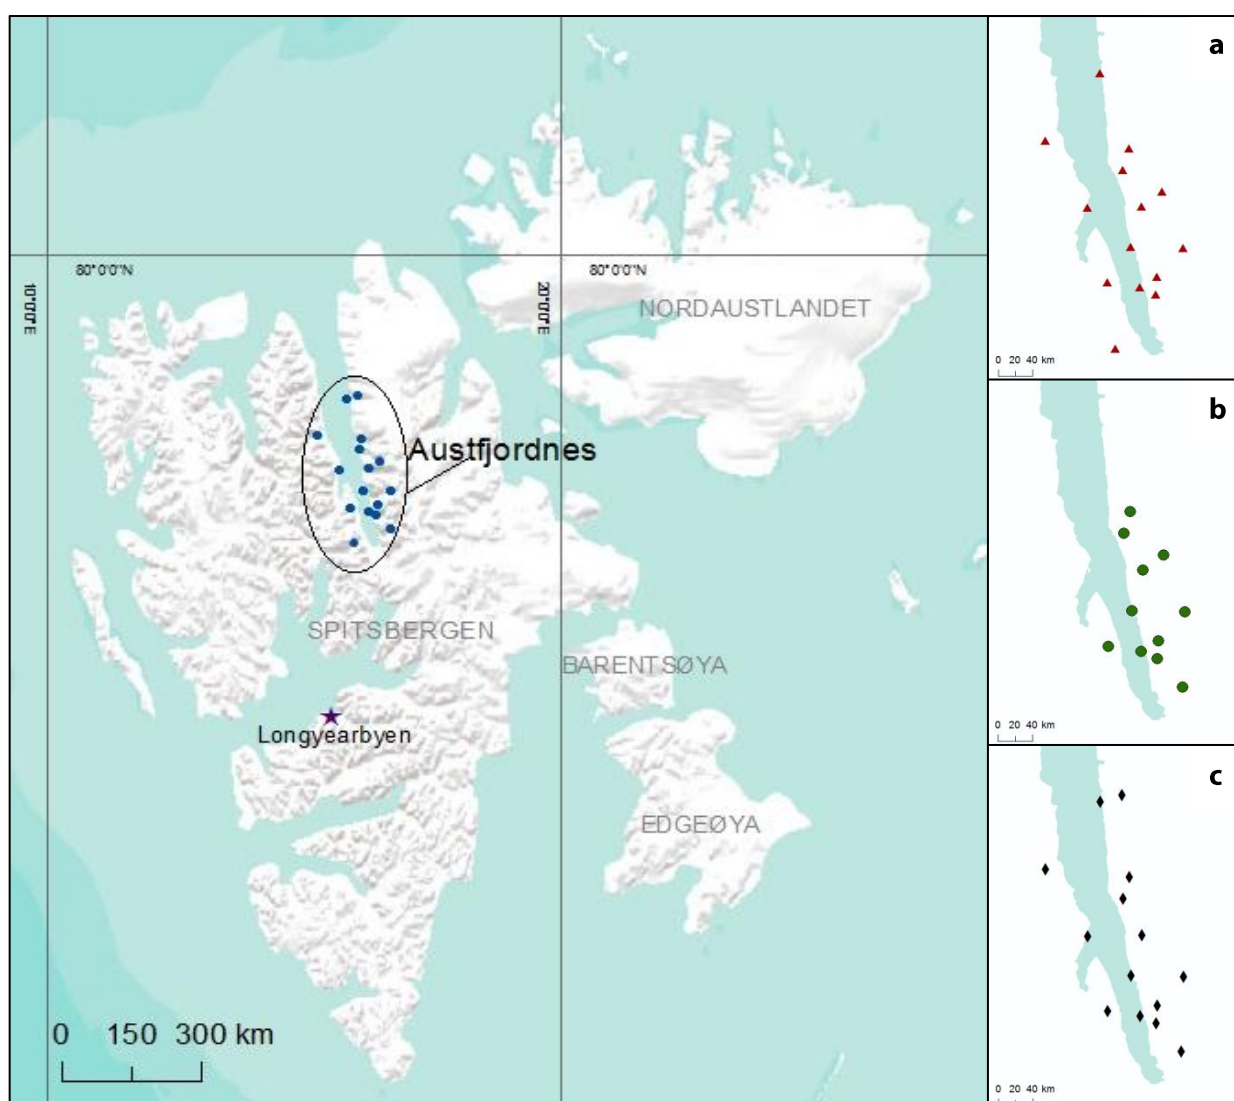 80°0'0"N
80°0'0"N
10°0'0"E
20°0'0"E
NORDAUSTLANDET
Austfjordnes
SPITSBERGEN
BARENTSØYA
Longyearbyen
EDGEØYA
0 150 300 km
a
0 20 40 km
b
0 20 40 km
c
0 20 40 km